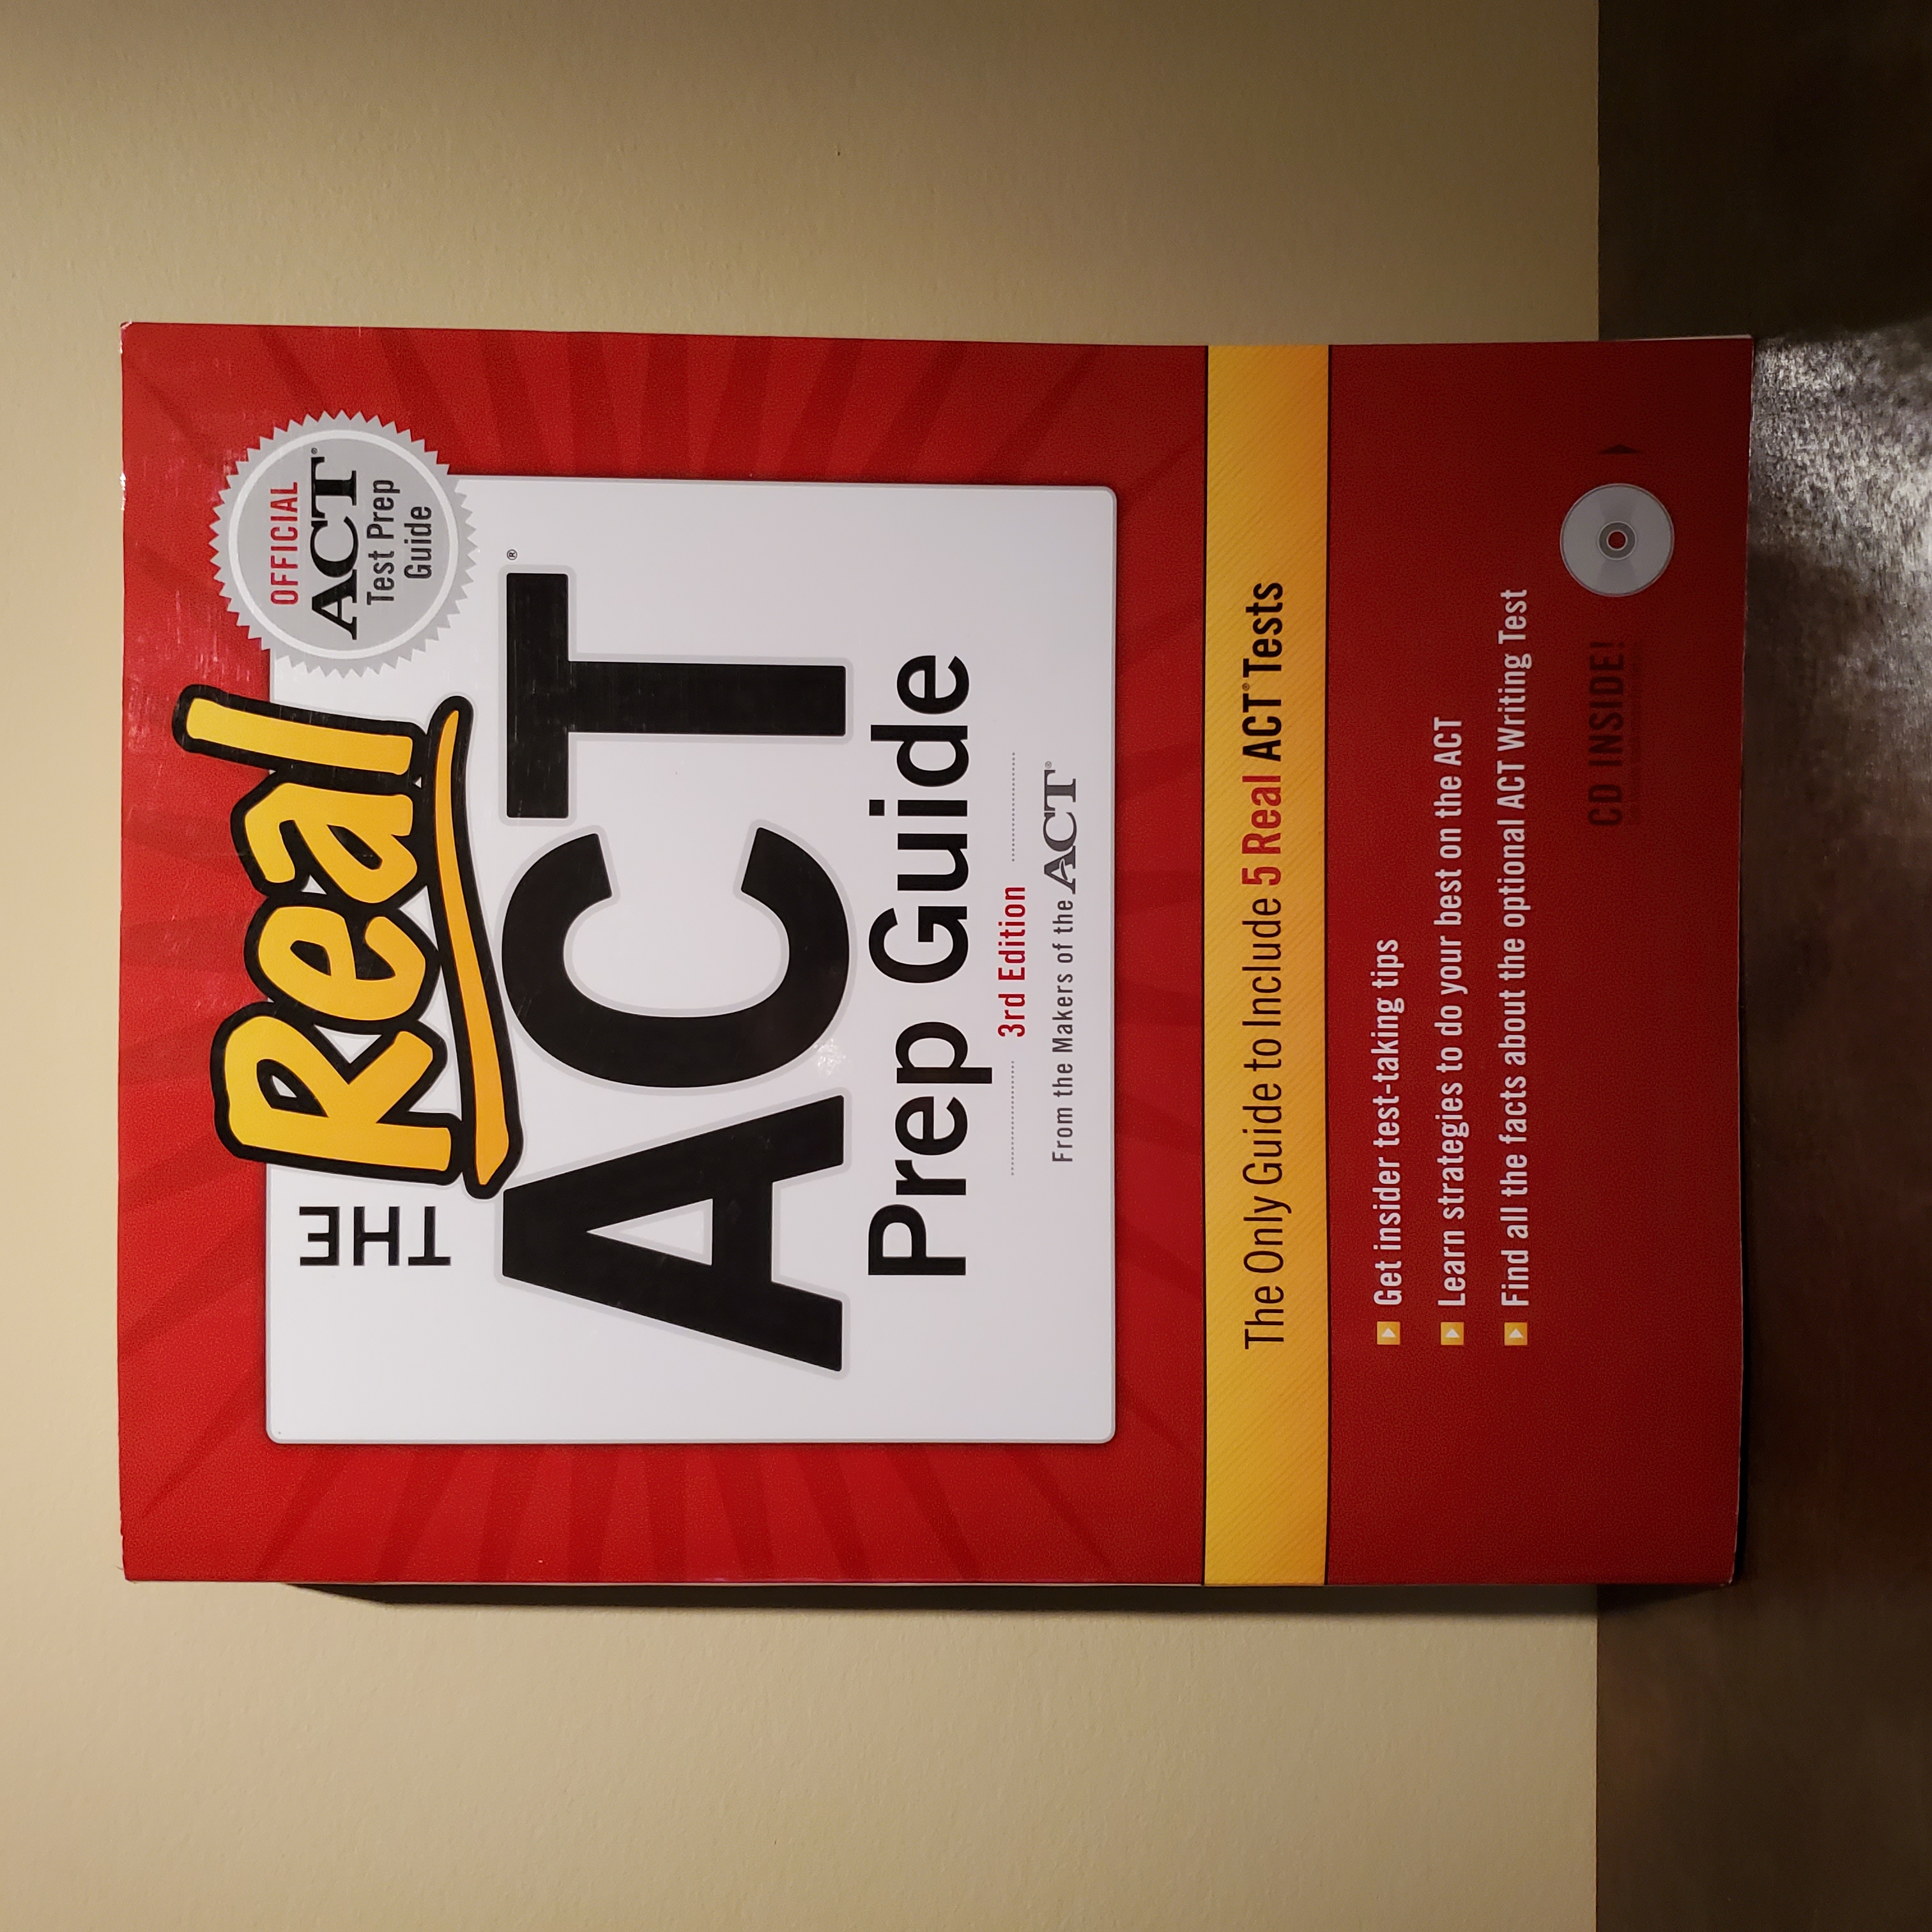 OFFICIAL
ACT®
Test Prep
Guide
THE Real
ACT®
Prep Guide
3rd Edition
From the Makers of the ACT®
The Only Guide to Include 5 Real ACT® Tests
Get insider test-taking tips
Learn strategies to do your best on the ACT
Find all the facts about the optional ACT Writing Test
CD INSIDE!